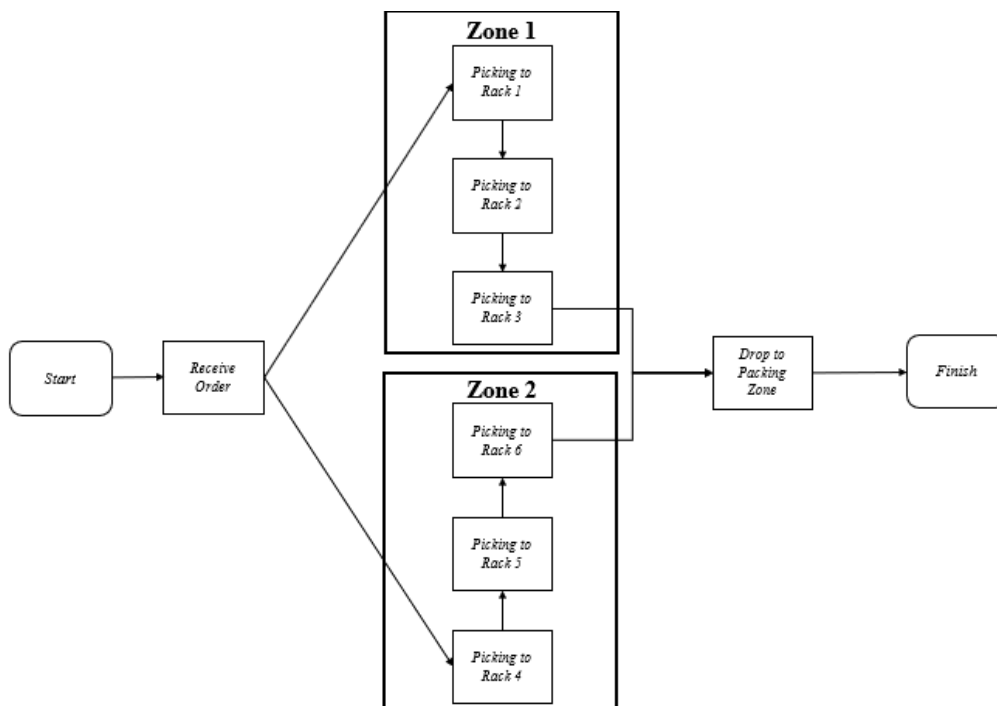 Zone 1
Picking to
Rack 1
Picking to
Rack 2
Picking to
Rack 3
Start
Receive
Order
Drop to
Packing
Zone
Finish
Zone 2
Picking to
Rack 6
Picking to
Rack 5
Picking to
Rack 4